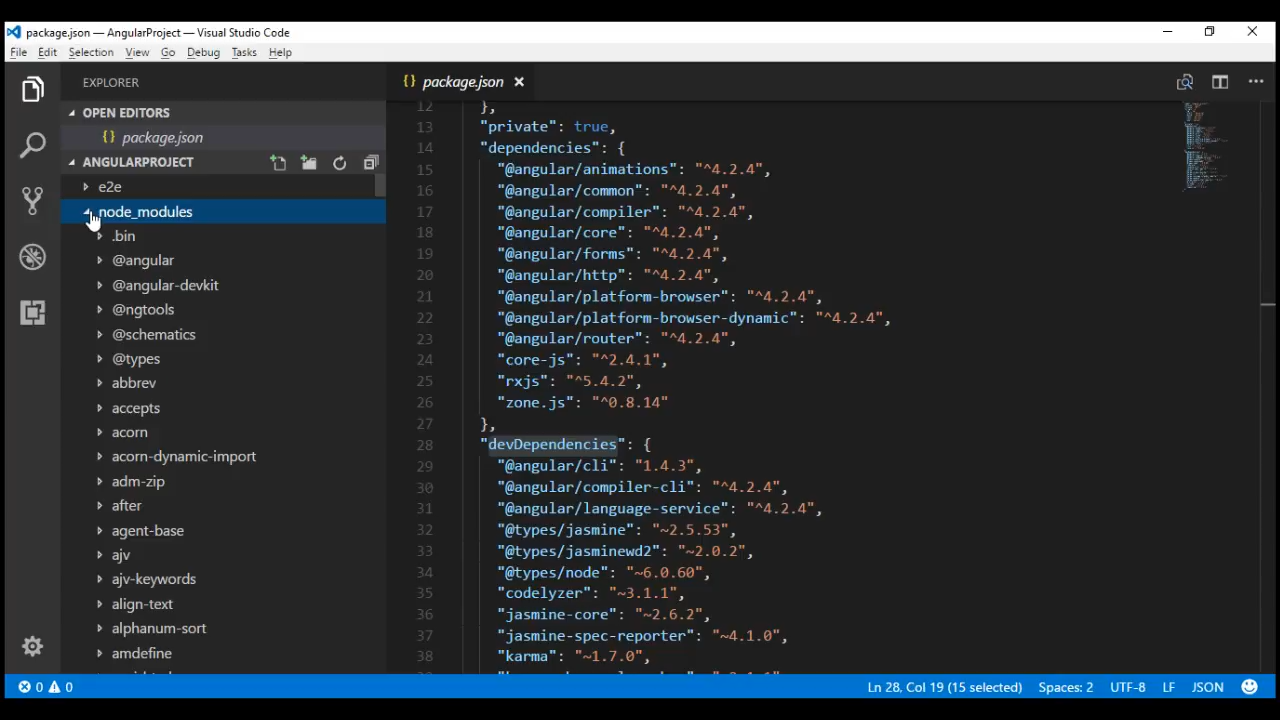 package.json — AngularProject — Visual Studio Code
File Edit Selection View Go Debug Tasks Help
EXPLORER
OPEN EDITORS
{} package.json
ANGULARPROJECT
e2e
node_modules
.bin
@angular
@angular-devkit
@ngtools
@schematics
@types
abbrev
accepts
acorn
acorn-dynamic-import
adm-zip
after
agent-base
ajv
ajv-keywords
align-text
alphanum-sort
amdefine
{} package.json
12 },
13 "private": true,
14 "dependencies": {
15 "@angular/animations": "^4.2.4",
16 "@angular/common": "^4.2.4",
17 "@angular/compiler": "^4.2.4",
18 "@angular/core": "^4.2.4",
19 "@angular/forms": "^4.2.4",
20 "@angular/http": "^4.2.4",
21 "@angular/platform-browser": "^4.2.4",
22 "@angular/platform-browser-dynamic": "^4.2.4",
23 "@angular/router": "^4.2.4",
24 "core-js": "^2.4.1",
25 "rxjs": "^5.4.2",
26 "zone.js": "^0.8.14"
27 },
28 "devDependencies": {
29 "@angular/cli": "1.4.3",
30 "@angular/compiler-cli": "^4.2.4",
31 "@angular/language-service": "^4.2.4",
32 "@types/jasmine": "~2.5.53",
33 "@types/jasminewd2": "~2.0.2",
34 "@types/node": "~6.0.60",
35 "codelyzer": "~3.1.1",
36 "jasmine-core": "~2.6.2",
37 "jasmine-spec-reporter": "~4.1.0",
38 "karma": "~1.7.0",
0 0
Ln 28, Col 19 (15 selected) Spaces: 2 UTF-8 LF JSON